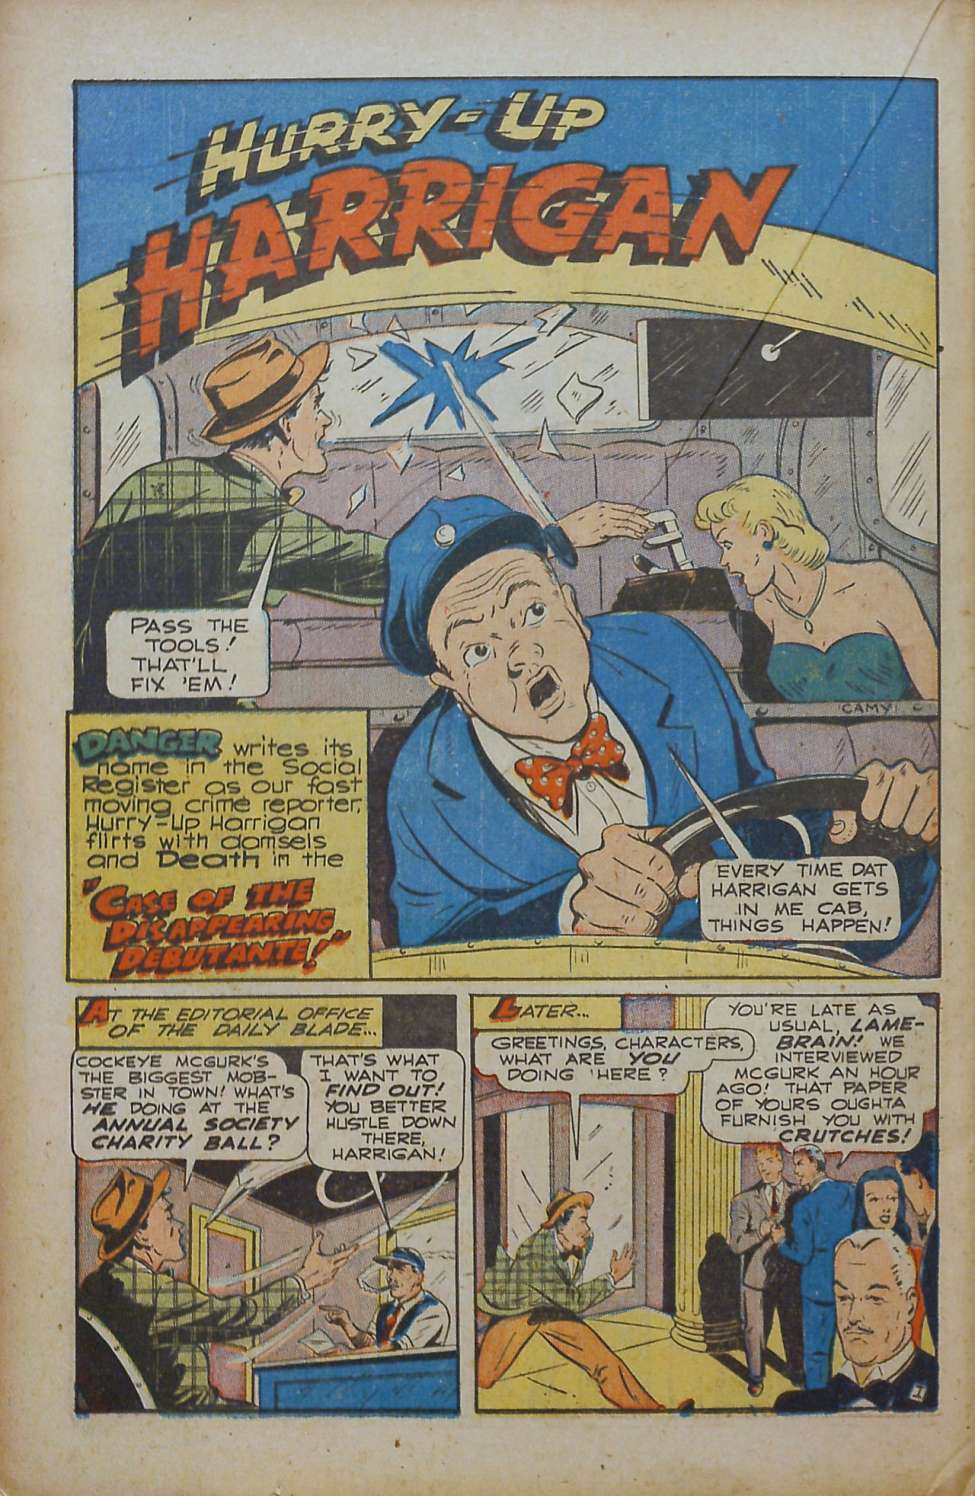 HURRY-UP
HARRIGAN
PASS THE
TOOLS!
THAT'LL
FIX 'EM!
CAMY
DANGER writes its
name in the Social
Register as our fast
moving crime reporter,
Hurry-Up Harrigan
flirts with damsels
and Death in the
"CASE OF THE
DISAPPEARING
DEBUTANTE!"
EVERY TIME DAT
HARRIGAN GETS
IN ME CAB,
THINGS HAPPEN!
AT THE EDITORIAL OFFICE
OF THE DAILY BLADE...
COCKEYE MCGURK'S
THE BIGGEST MOB-
STER IN TOWN! WHAT'S
HE DOING AT THE
ANNUAL SOCIETY
CHARITY BALL?
THAT'S WHAT
I WANT TO
FIND OUT!
YOU BETTER
HUSTLE DOWN
THERE,
HARRIGAN!
LATER...
GREETINGS, CHARACTERS,
WHAT ARE YOU
DOING 'HERE?
YOU'RE LATE AS
USUAL, LAME-
BRAIN! WE
INTERVIEWED
MCGURK AN HOUR
AGO! THAT PAPER
OF YOURS OUGHTA
FURNISH YOU WITH
CRUTCHES!
1